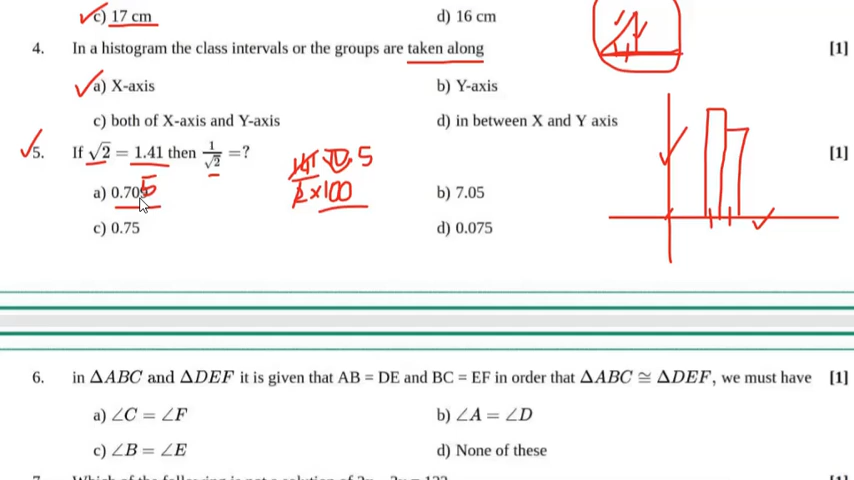 c) 17 cm
d) 16 cm
4. In a histogram the class intervals or the groups are taken along [1]
a) X-axis
b) Y-axis
c) both of X-axis and Y-axis
d) in between X and Y axis
5. If √2 = 1.41 then 1/√2 =? [1]
a) 0.705
b) 7.05
c) 0.75
d) 0.075
6. in ΔABC and ΔDEF it is given that AB = DE and BC = EF in order that ΔABC ≅ ΔDEF, we must have [1]
a) ∠C = ∠F
b) ∠A = ∠D
c) ∠B = ∠E
d) None of these